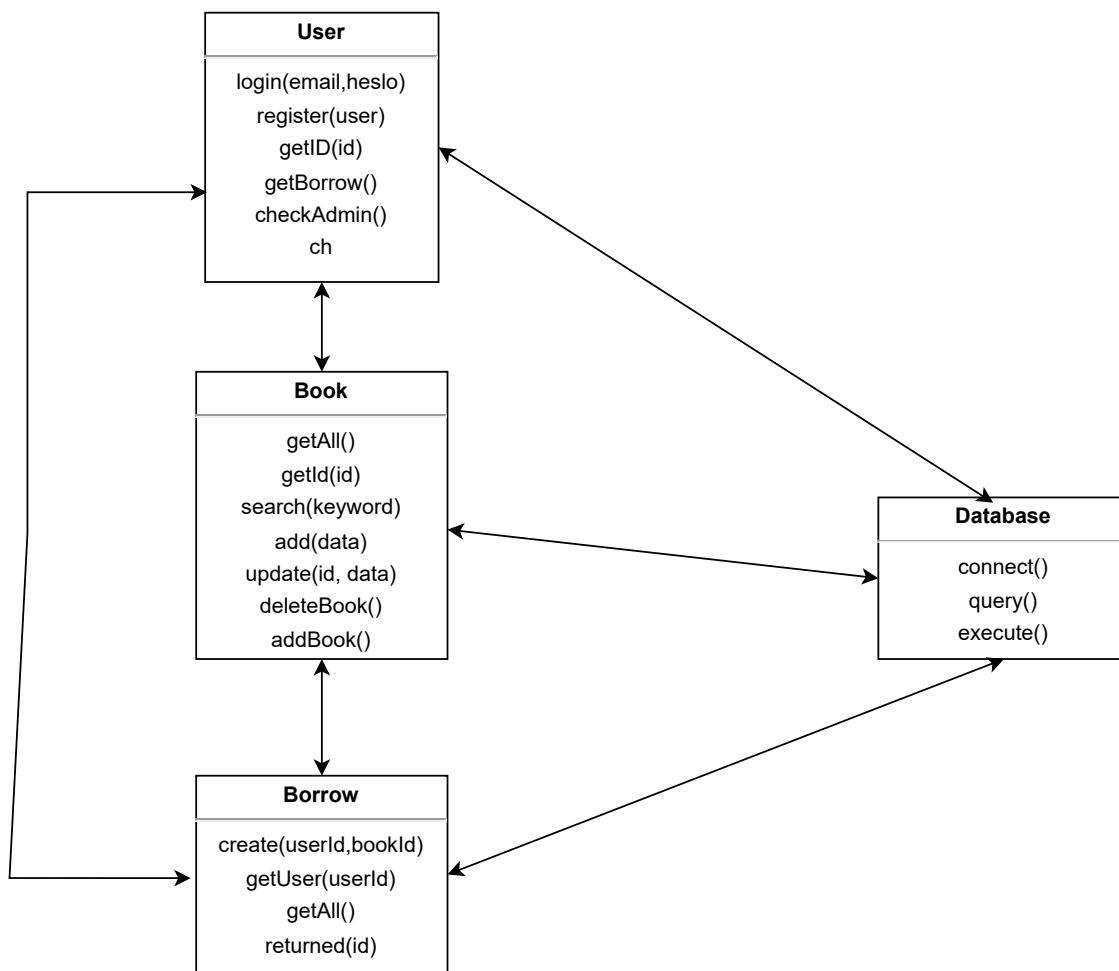 User
login(email,heslo)
register(user)
getID(id)
getBorrow()
checkAdmin()
ch
Book
getAll()
getId(id)
search(keyword)
add(data)
update(id, data)
deleteBook()
addBook()
Database
connect()
query()
execute()
Borrow
create(userId,bookId)
getUser(userId)
getAll()
returned(id)